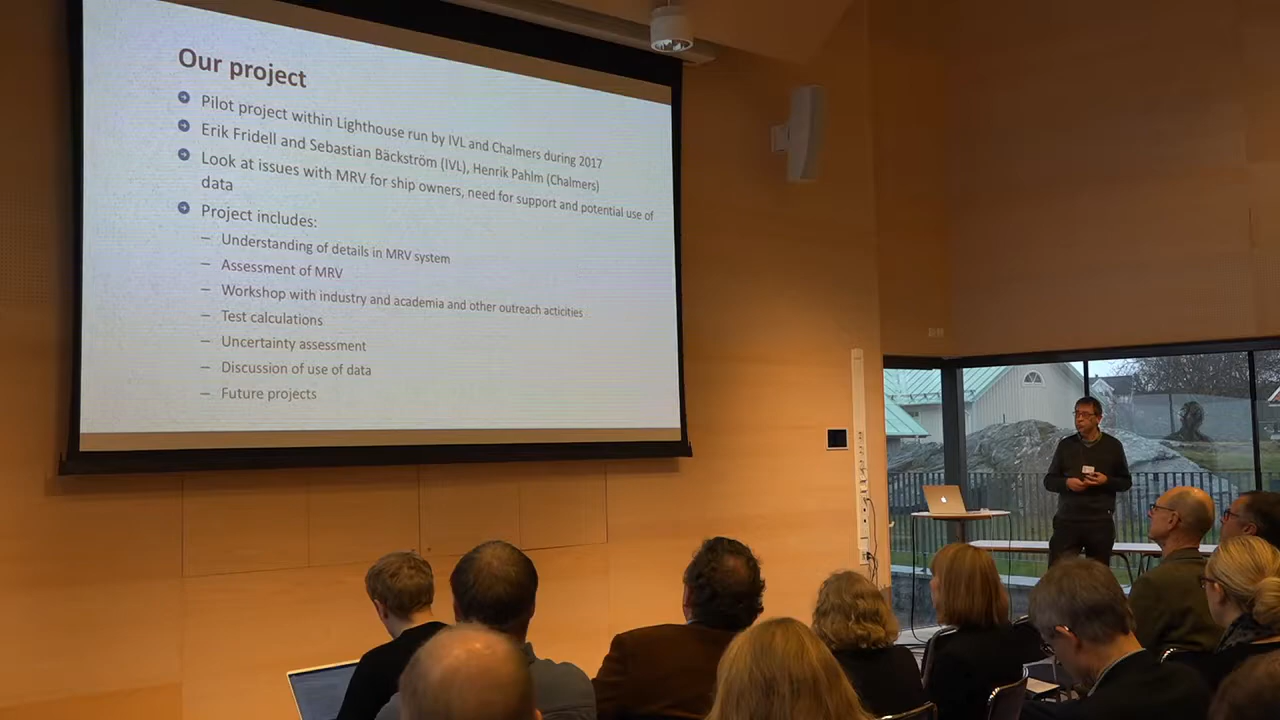 Our project
Pilot project within Lighthouse run by IVL and Chalmers during 2017
Erik Fridell and Sebastian Bäckström (IVL), Henrik Pahlm (Chalmers)
Look at issues with MRV for ship owners, need for support and potential use of
data
Project includes:
– Understanding of details in MRV system
– Assessment of MRV
– Workshop with industry and academia and other outreach acticities
– Test calculations
– Uncertainty assessment
– Discussion of use of data
– Future projects